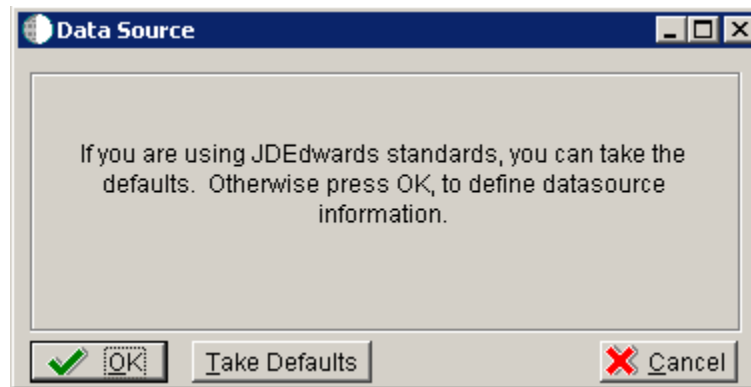 Data Source
If you are using JDEdwards standards, you can take the
defaults.  Otherwise press OK, to define datasource
information.
OK
Take Defaults
Cancel